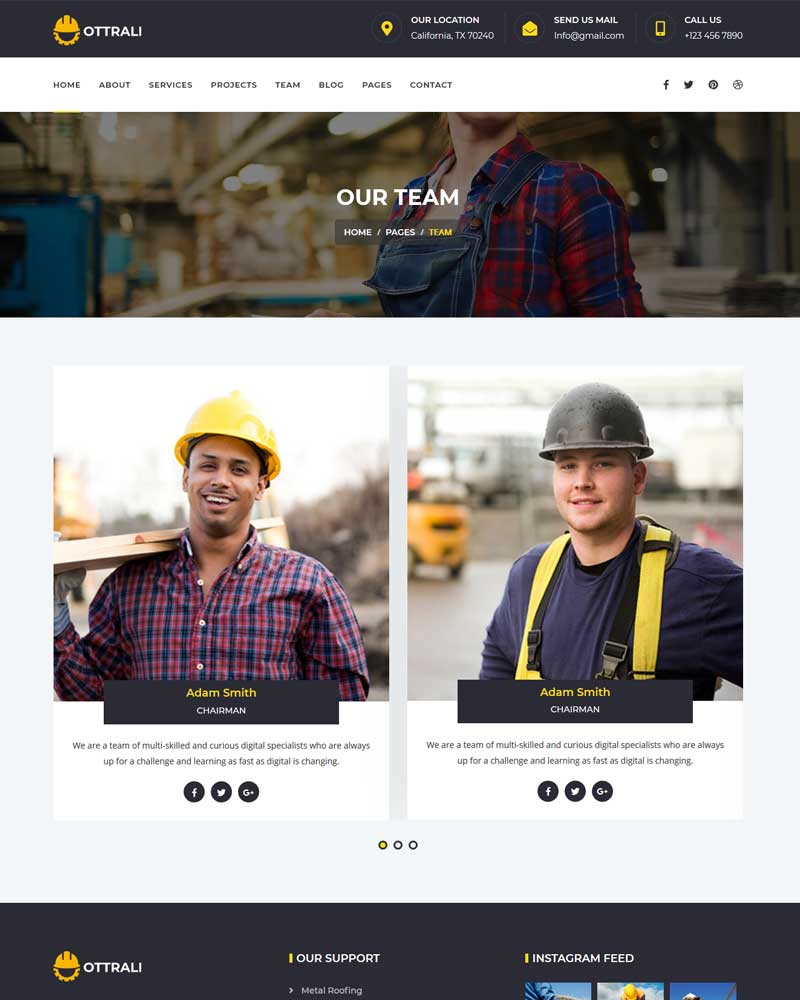 OTTRALI
OUR LOCATION
California, TX 70240
SEND US MAIL
Info@gmail.com
CALL US
+123 456 7890
HOME ABOUT SERVICES PROJECTS TEAM BLOG PAGES CONTACT
OUR TEAM
HOME / PAGES / TEAM
Adam Smith
CHAIRMAN
We are a team of multi-skilled and curious digital specialists who are always
up for a challenge and learning as fast as digital is changing.
Adam Smith
CHAIRMAN
We are a team of multi-skilled and curious digital specialists who are always
up for a challenge and learning as fast as digital is changing.
OTTRALI
OUR SUPPORT
Metal Roofing
INSTAGRAM FEED